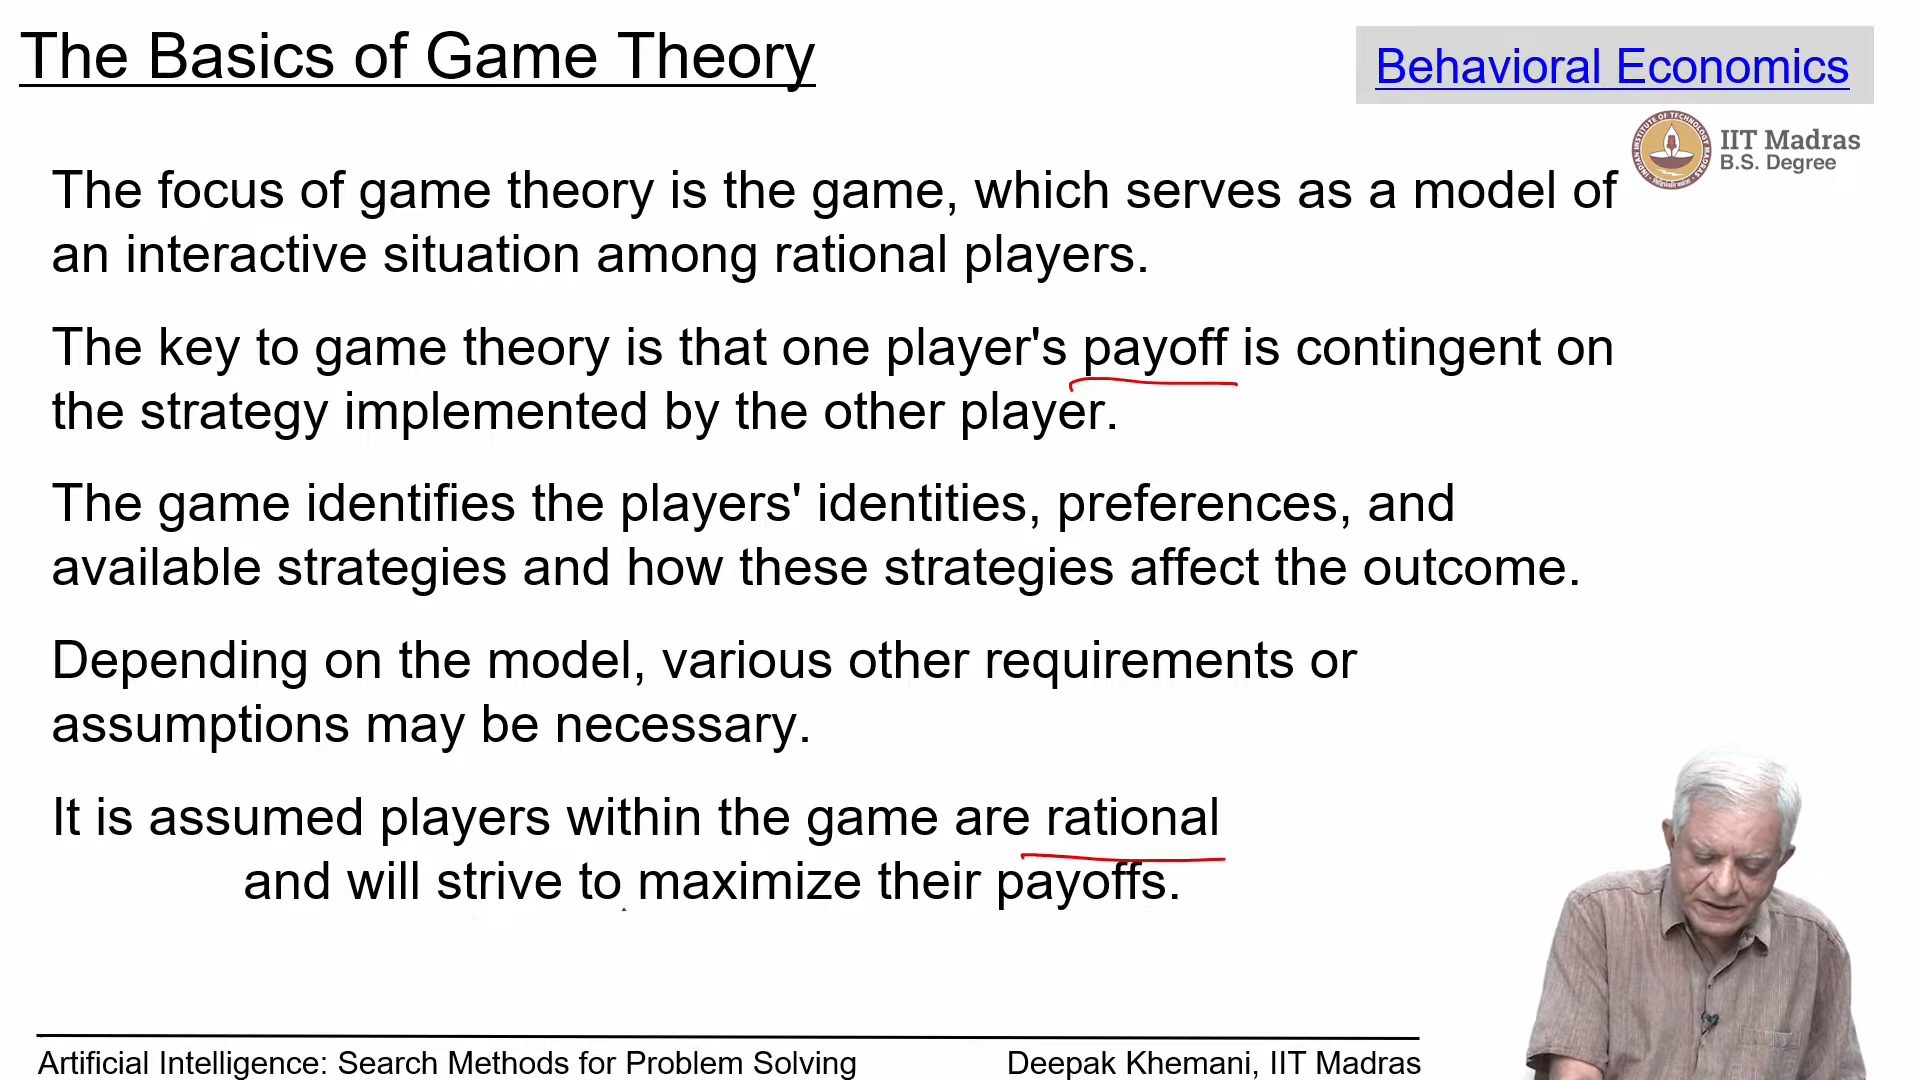 The Basics of Game Theory
Behavioral Economics
IIT Madras
B.S. Degree
The focus of game theory is the game, which serves as a model of
an interactive situation among rational players.
The key to game theory is that one player's payoff is contingent on
the strategy implemented by the other player.
The game identifies the players' identities, preferences, and
available strategies and how these strategies affect the outcome.
Depending on the model, various other requirements or
assumptions may be necessary.
It is assumed players within the game are rational
and will strive to maximize their payoffs.
Artificial Intelligence: Search Methods for Problem Solving
Deepak Khemani, IIT Madras